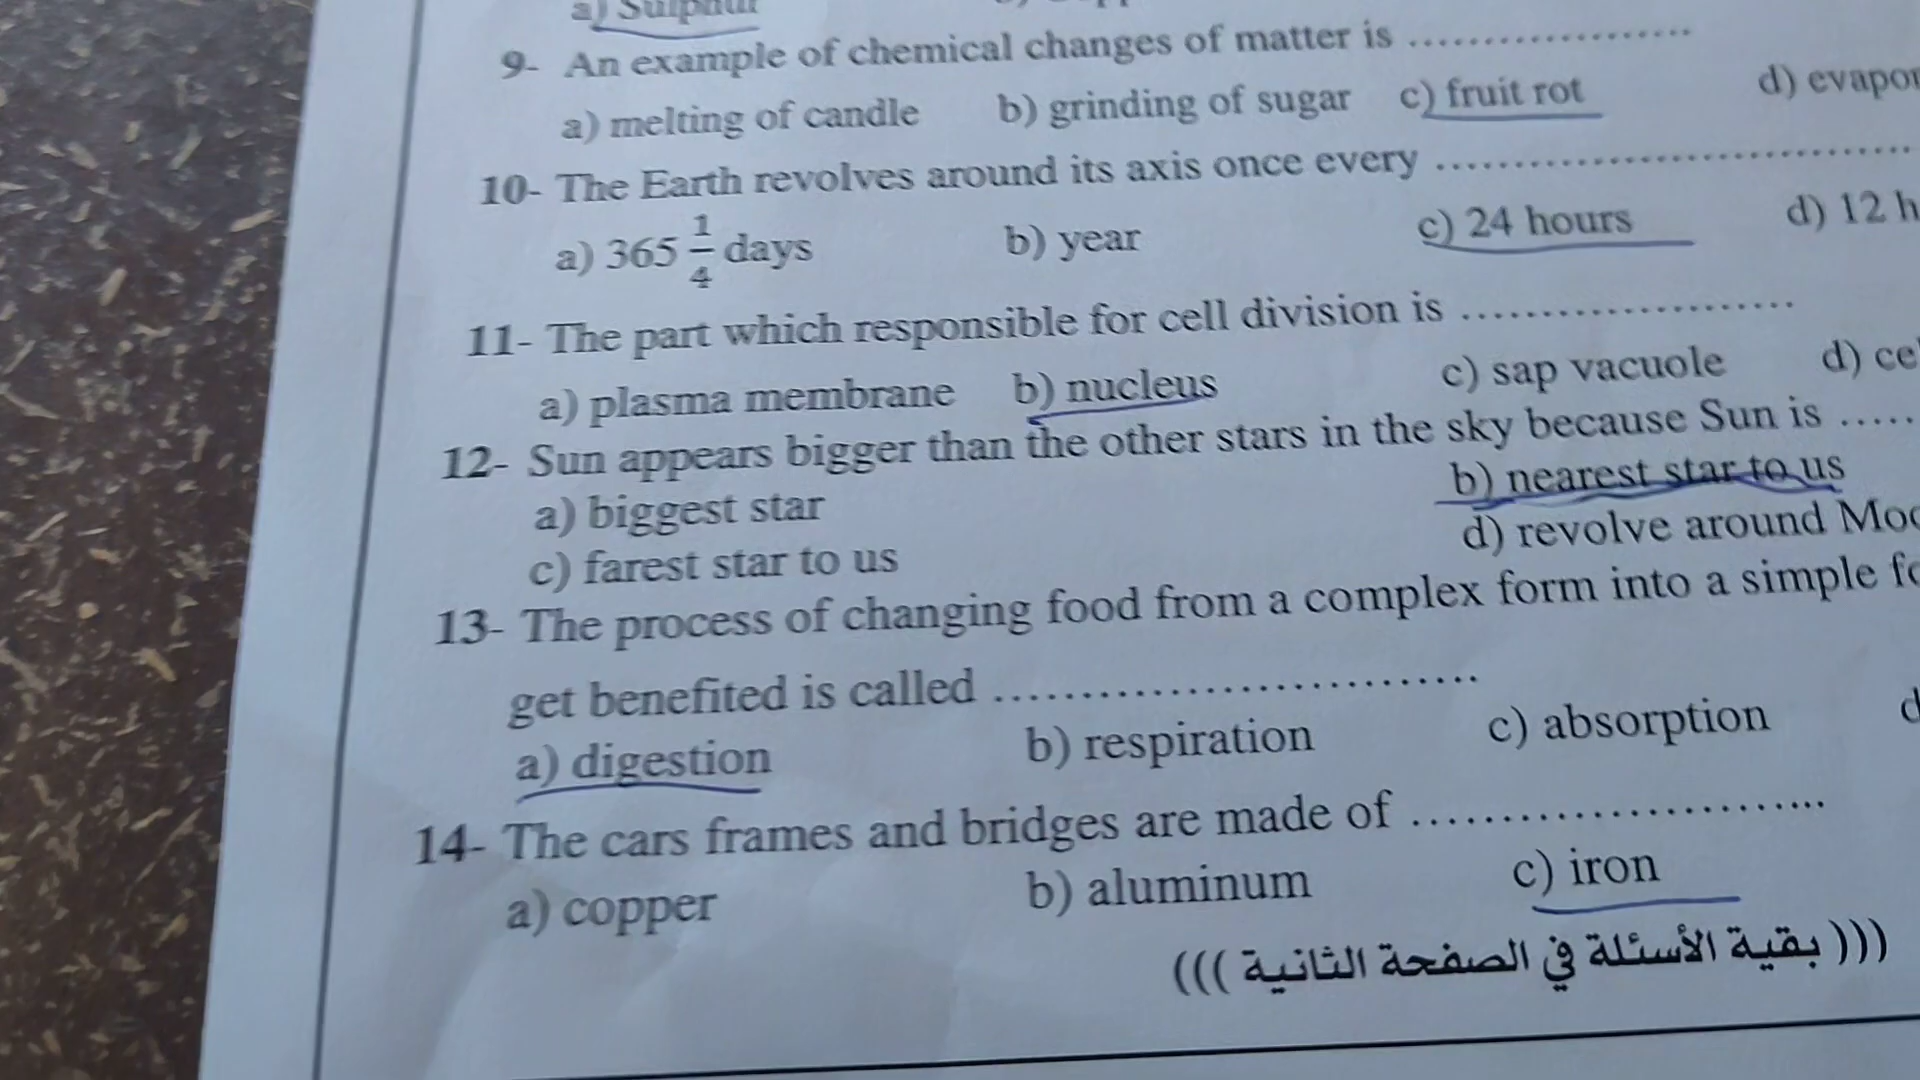 a) Sulphur
9- An example of chemical changes of matter is ...................
a) melting of candle b) grinding of sugar c) fruit rot d)
10- The Earth revolves around its axis once every ................................
a) 365 1/4 days b) year c) 24 hours d) 12
11- The part which responsible for cell division is ......................
a) plasma membrane b) nucleus c) sap vacuole d)
12- Sun appears bigger than the other stars in the sky because Sun is .....
a) biggest star b) nearest star to us
c) farest star to us d) revolve around
13- The process of changing food from a complex form into a simple
get benefited is called .............................
a) digestion b) respiration c) absorption
14- The cars frames and bridges are made of .........................
a) copper b) aluminum c) iron
((( بقية الأسئلة في الصفحة الثانية )))